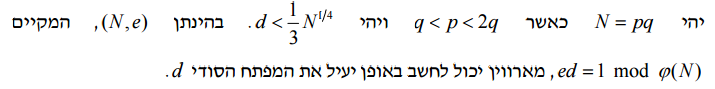 יהי N = pq כאשר q < p < 2q ויהי d < 1/3 N^1/4. בהינתן (N,e), המקיים
ed = 1 mod φ(N), מארווין יכול לחשב באופן יעיל את המפתח הסודי d.